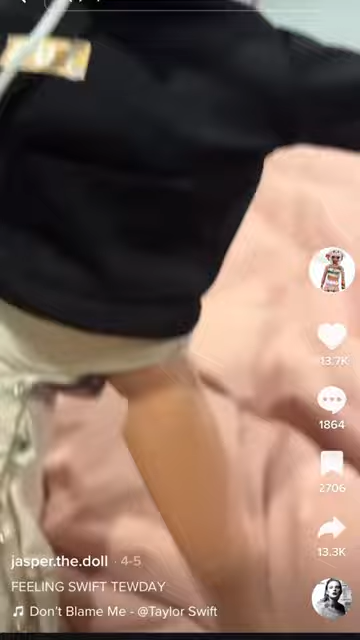 13.7K
1864
2706
13.3K
jasper.the.doll · 4-5
FEELING SWIFT TEWDAY
Don't Blame Me - @Taylor Swift